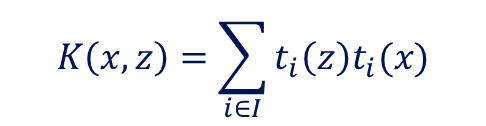 K(x, z) = ∑_{i∈I} t_i(z)t_i(x)